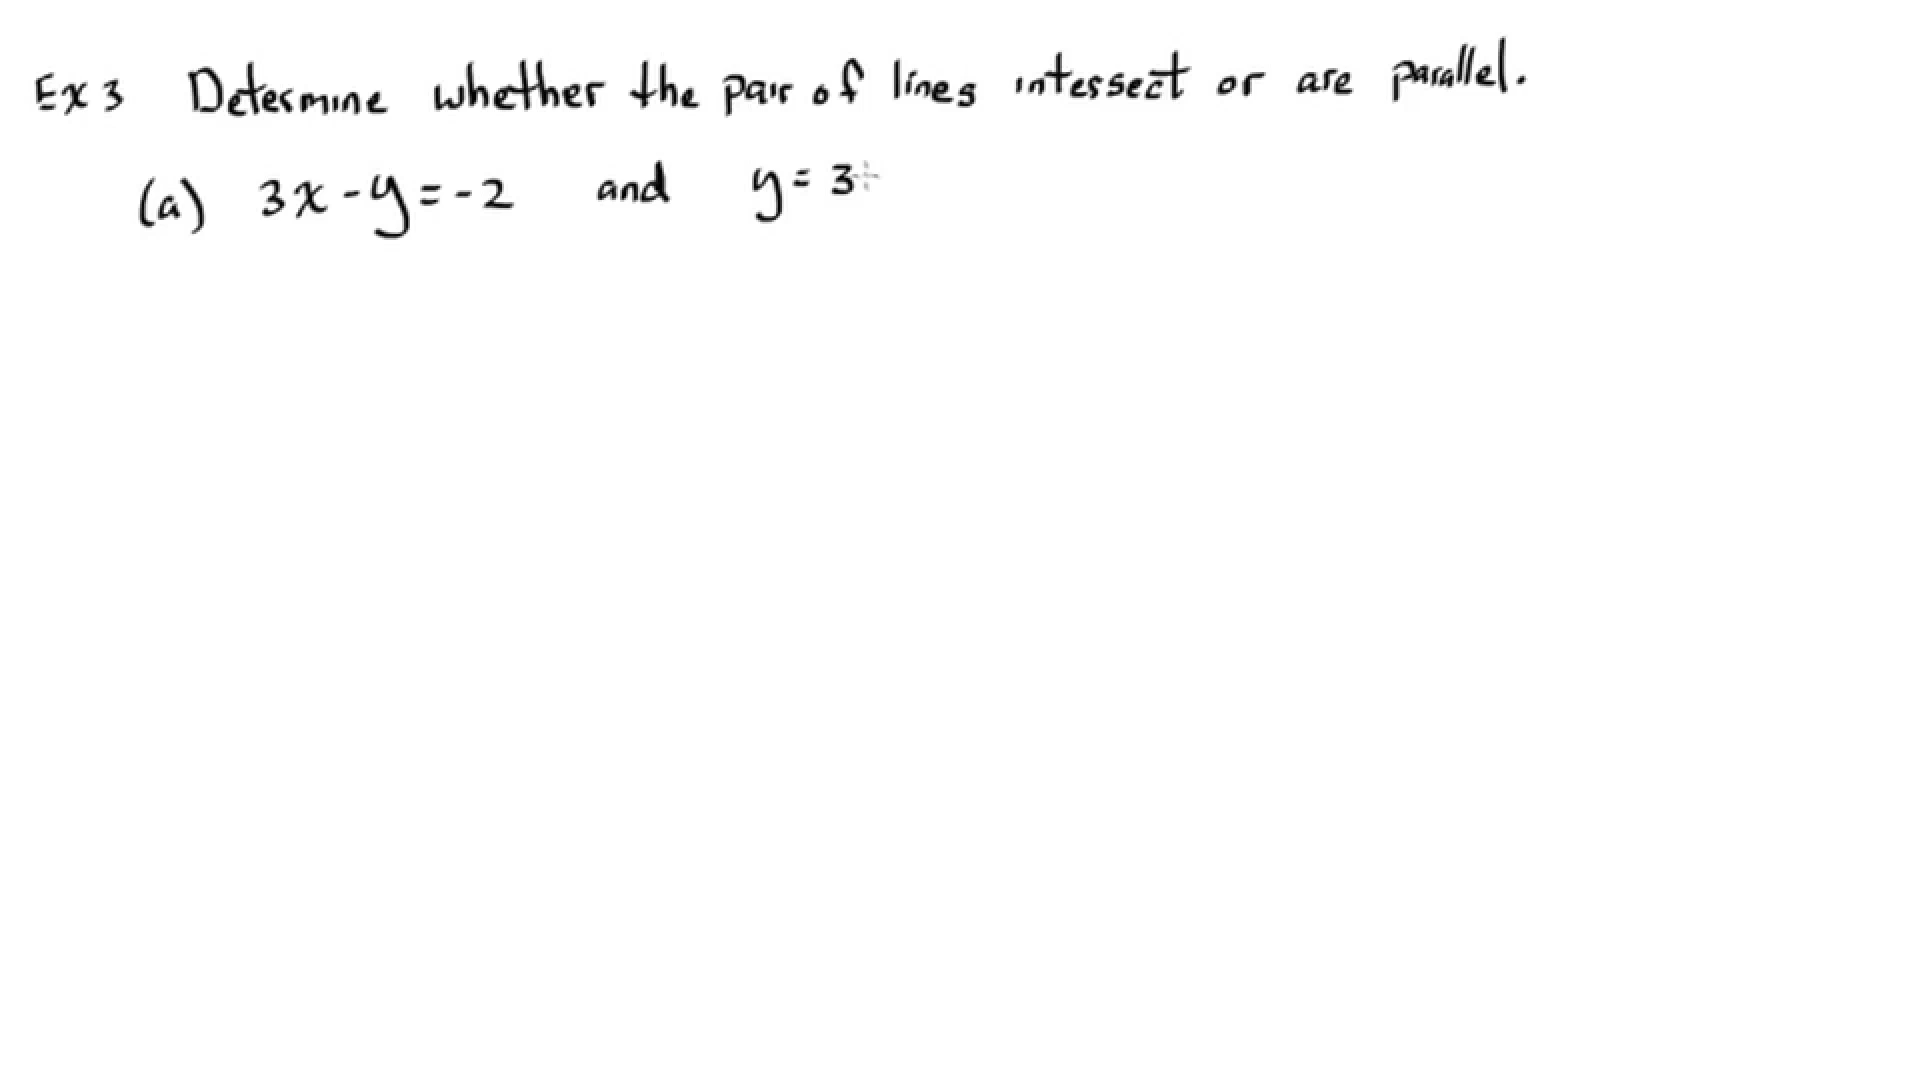 Ex 3 Determine whether the pair of lines intersect or are parallel.
(a) 3x - y = -2 and y = 3